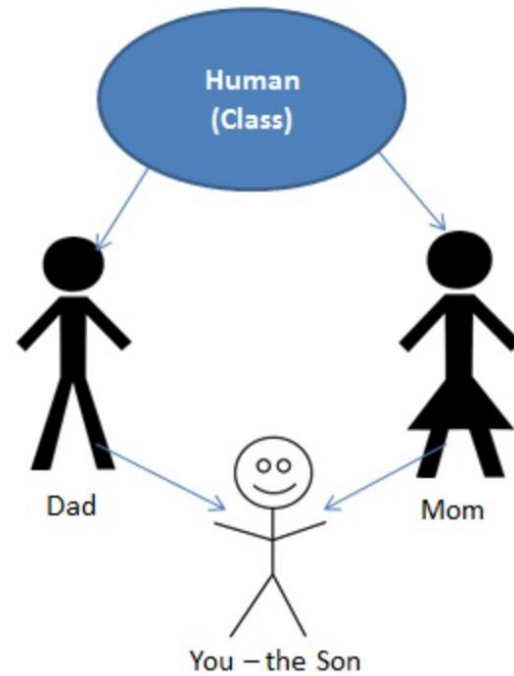 Human
(Class)
Dad
Mom
You – the Son